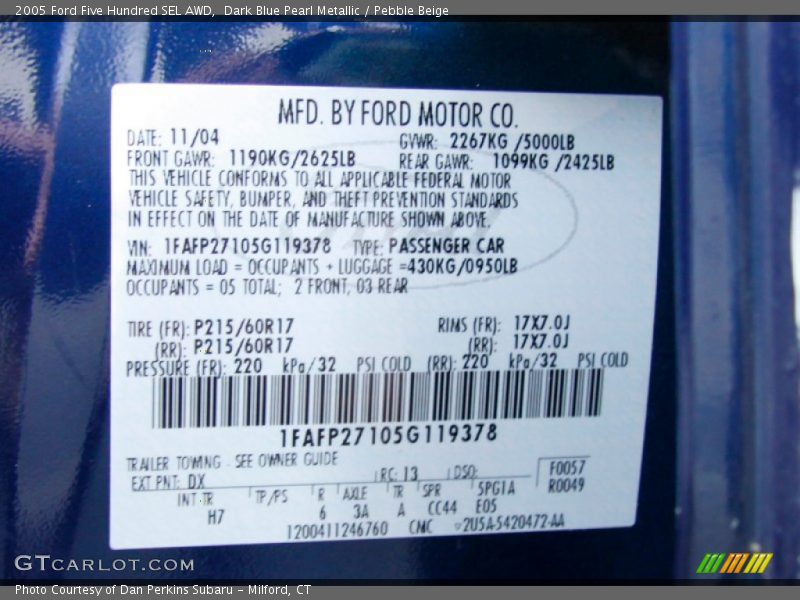 2005 Ford Five Hundred SEL AWD, Dark Blue Pearl Metallic / Pebble Beige
MFD. BY FORD MOTOR CO.
DATE: 11/04 GVWR: 2267KG /5000LB
FRONT GAWR: 1190KG/2625LB REAR GAWR: 1099KG /2425LB
THIS VEHICLE CONFORMS TO ALL APPLICABLE FEDERAL MOTOR
VEHICLE SAFETY, BUMPER, AND THEFT PREVENTION STANDARDS
IN EFFECT ON THE DATE OF MANUFACTURE SHOWN ABOVE.
VIN: 1FAFP27105G119378 TYPE: PASSENGER CAR
MAXIMUM LOAD = OCCUPANTS + LUGGAGE =430KG/0950LB
OCCUPANTS = 05 TOTAL; 2 FRONT, 03 REAR
TIRE (FR): P215/60R17 RIMS (FR): 17X7.0J
(RR): P215/60R17 (RR): 17X7.0J
PRESSURE (FR): 220 kPa/32 PSI COLD (RR): 220 kPa/32 PSI COLD
1FAFP27105G119378
TRAILER TOWING - SEE OWNER GUIDE
EXT PNT: DX RC: 13 DSO: F0057
R0049
INT TR TP/PS R AXLE TR SPR 5PG1A
H7 6 3A A CC44 E05
1200411246760 CMC 2U5A-5420472-AA
GTCARLOT.COM
Photo Courtesy of Dan Perkins Subaru - Milford, CT